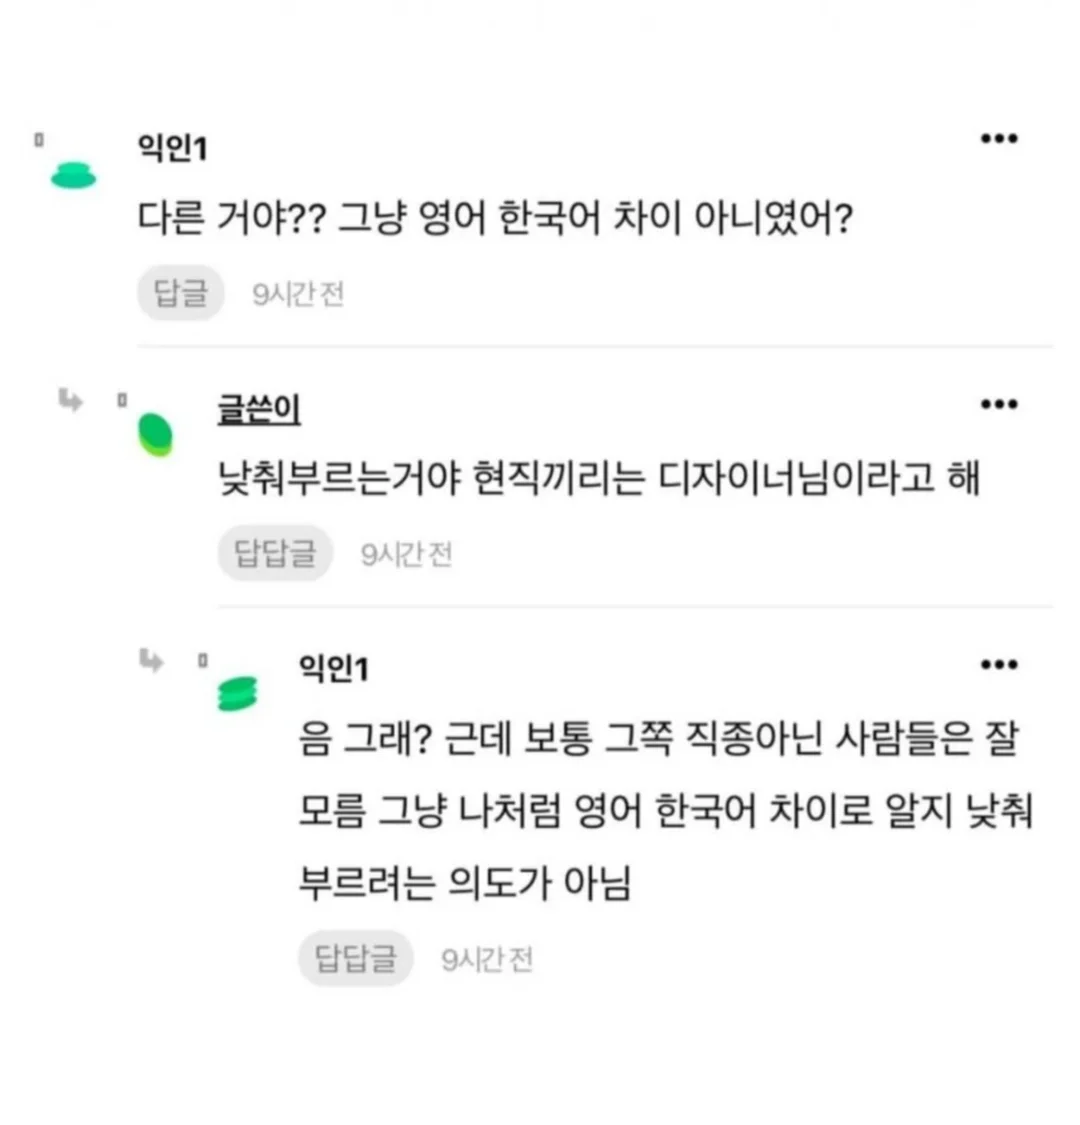 익인1
다른 거야?? 그냥 영어 한국어 차이 아니였어?
답글 9시간 전
글쓴이
낮춰부르는거야 현직끼리는 디자이너님이라고 해
답답글 9시간 전
익인1
음 그래? 근데 보통 그쪽 직종아닌 사람들은 잘
모름 그냥 나처럼 영어 한국어 차이로 알지 낮춰
부르려는 의도가 아님
답답글 9시간 전